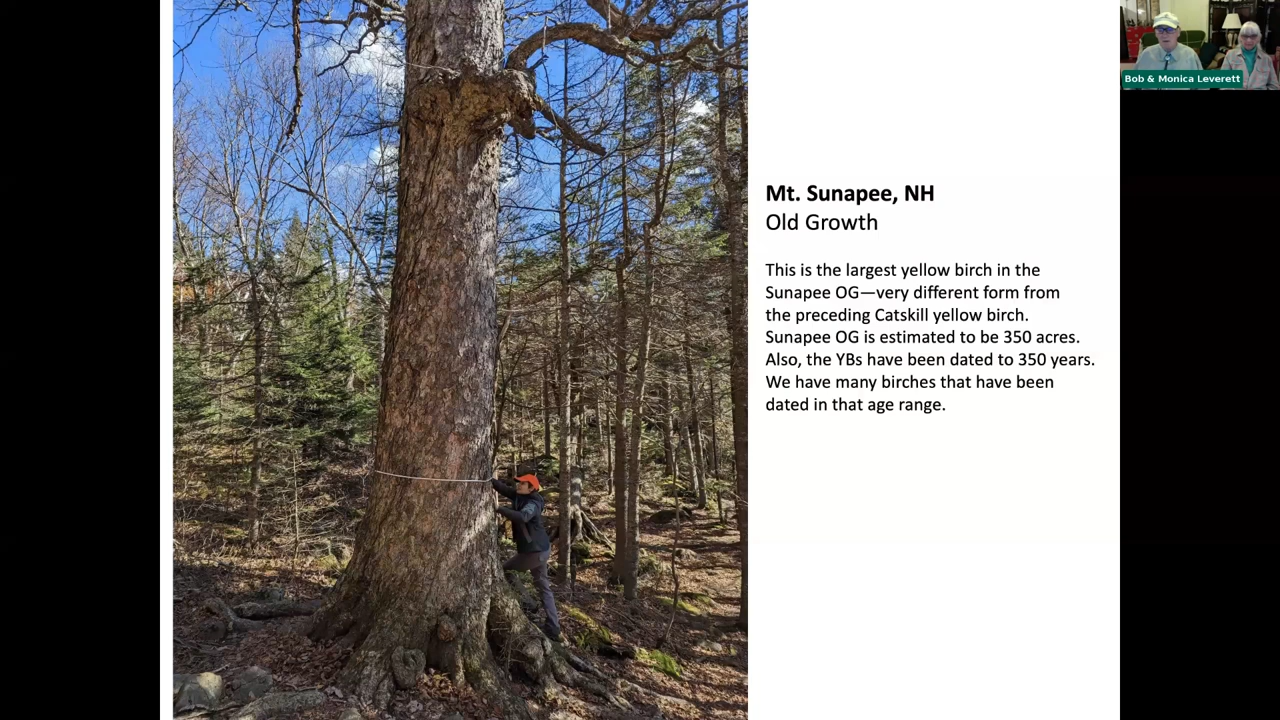 Bob & Monica Leverett
Mt. Sunapee, NH
Old Growth
This is the largest yellow birch in the
Sunapee OG—very different form from
the preceding Catskill yellow birch.
Sunapee OG is estimated to be 350 acres.
Also, the YBs have been dated to 350 years.
We have many birches that have been
dated in that age range.